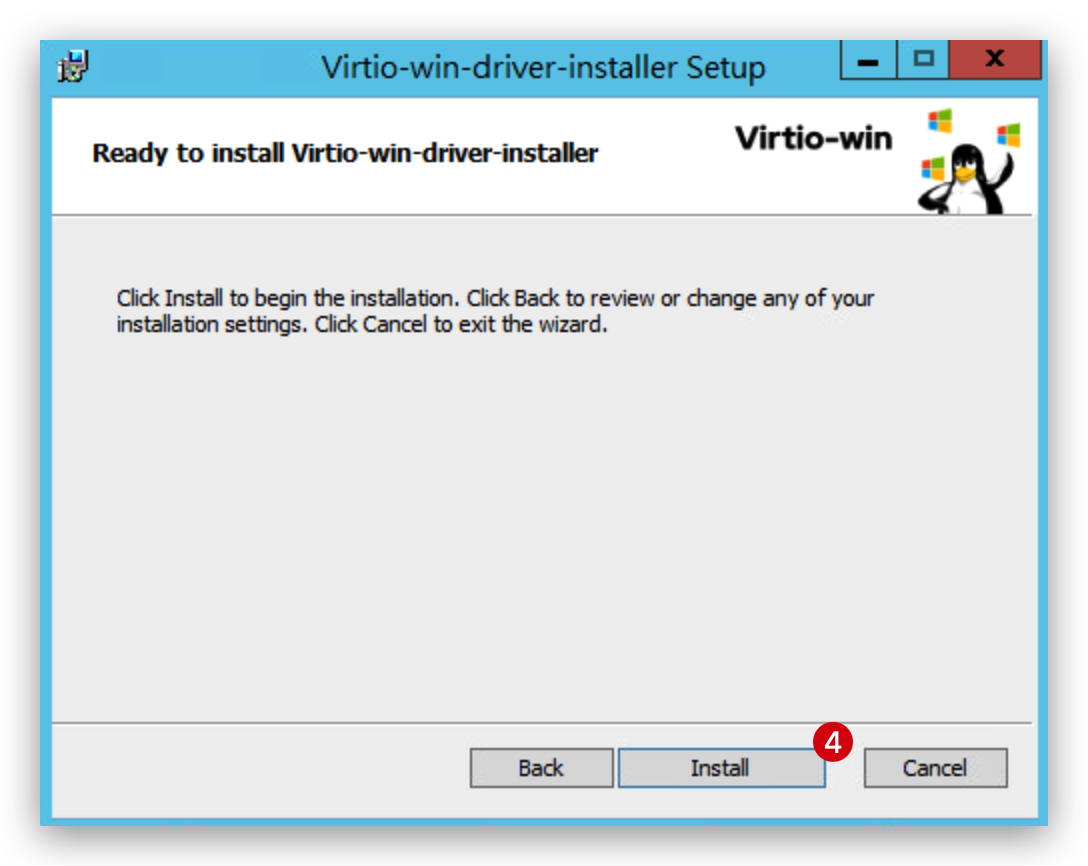 Virtio-win-driver-installer Setup
Ready to install Virtio-win-driver-installer
Virtio-win
Click Install to begin the installation. Click Back to review or change any of your
installation settings. Click Cancel to exit the wizard.
4
Back
Install
Cancel